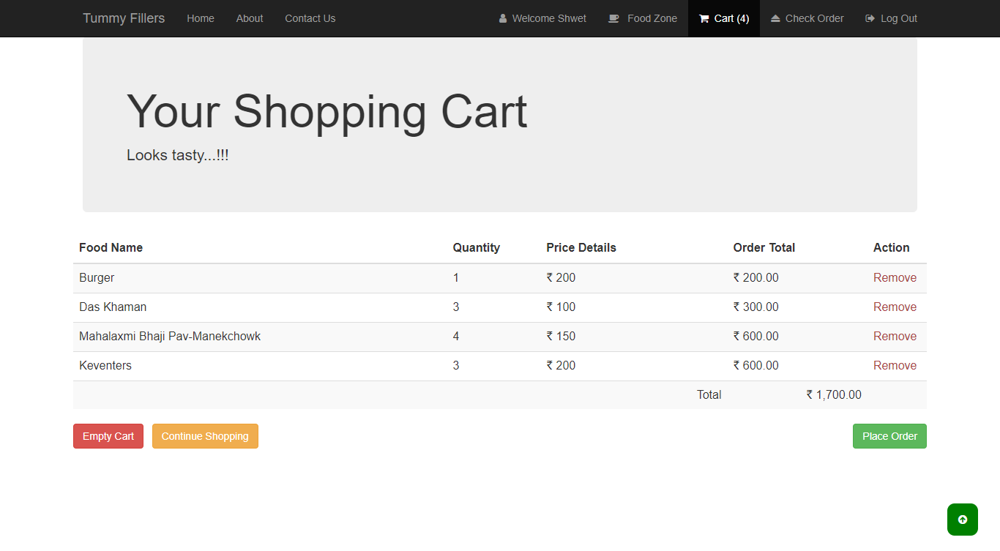 Tummy Fillers Home About Contact Us Welcome Shwet Food Zone Cart (4) Check Order Log Out
Your Shopping Cart
Looks tasty...!!!
Food Name Quantity Price Details Order Total Action
Burger 1 ₹ 200 ₹ 200.00 Remove
Das Khaman 3 ₹ 100 ₹ 300.00 Remove
Mahalaxmi Bhaji Pav-Manekchowk 4 ₹ 150 ₹ 600.00 Remove
Keventers 3 ₹ 200 ₹ 600.00 Remove
Total ₹ 1,700.00
Empty Cart Continue Shopping Place Order